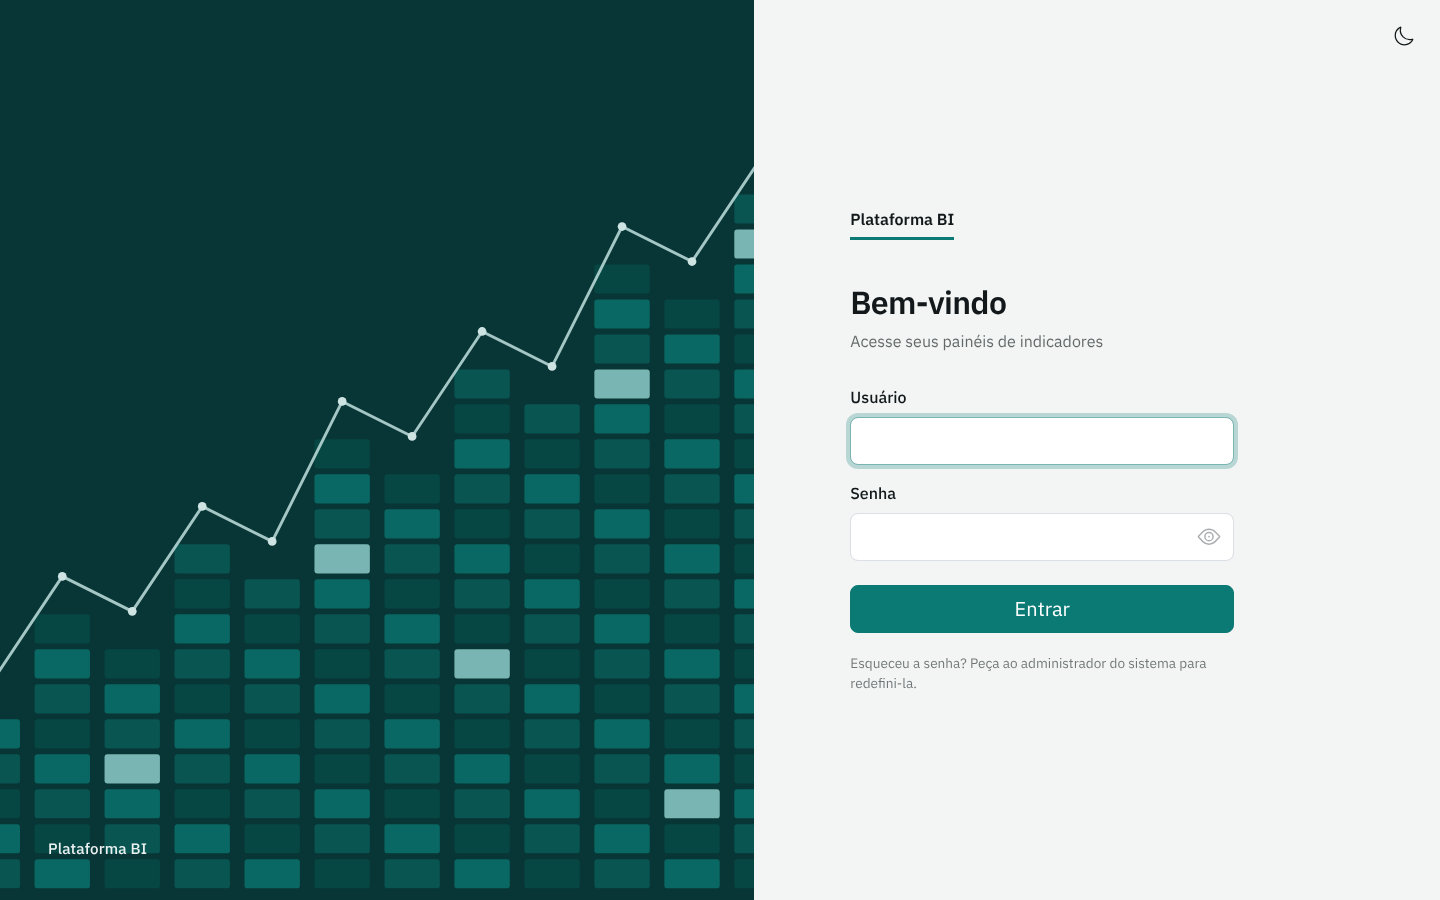 Plataforma BI
Plataforma BI
Bem-vindo
Acesse seus painéis de indicadores
Usuário
Senha
Entrar
Esqueceu a senha? Peça ao administrador do sistema para
redefini-la.